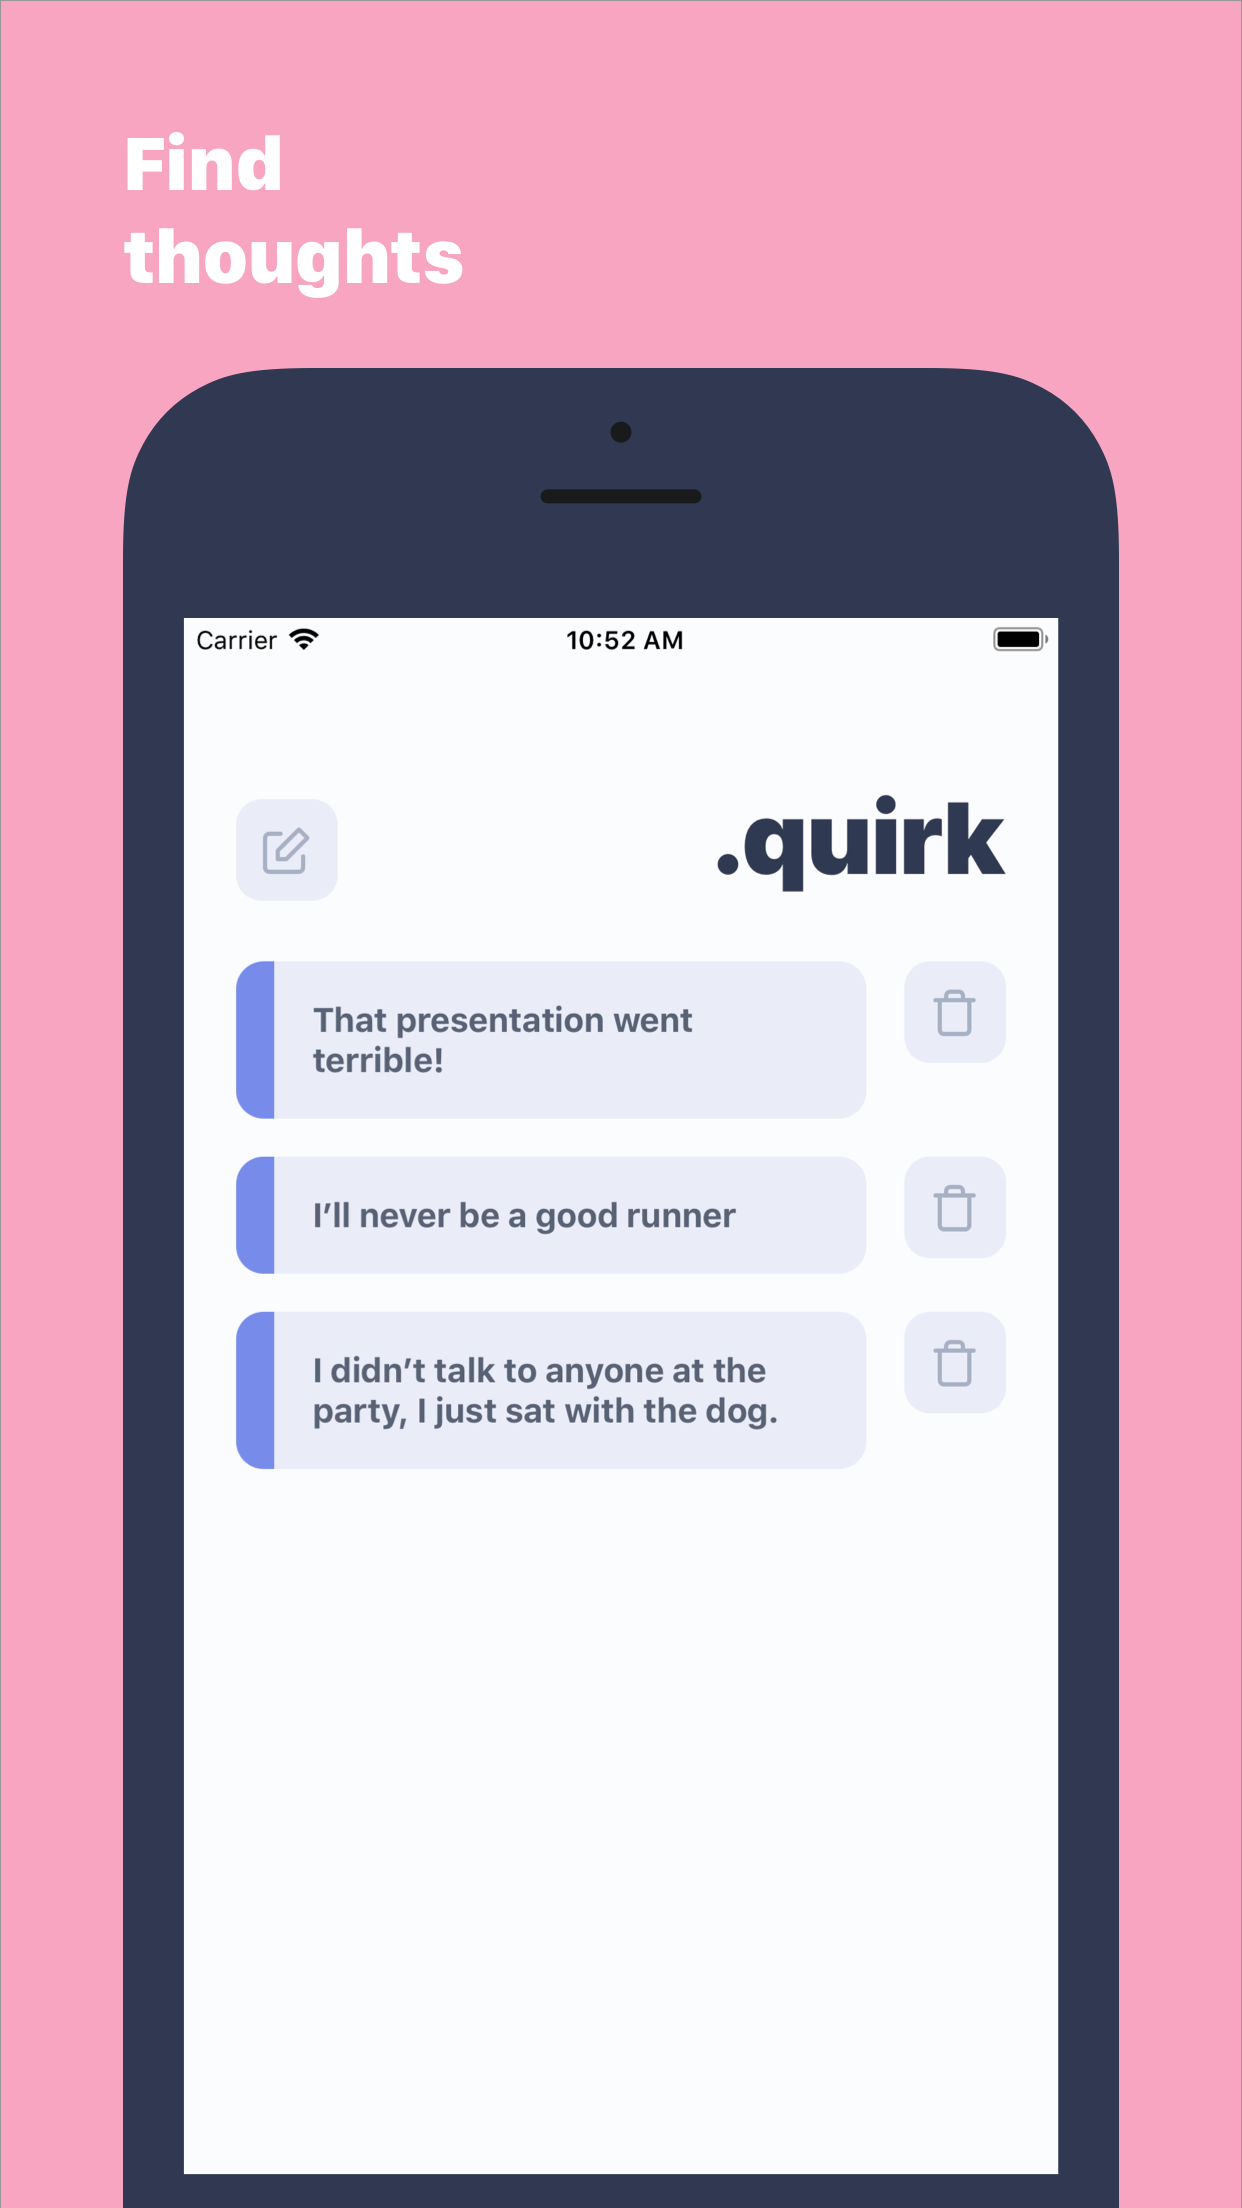 Find
thoughts
Carrier
10:52 AM
.quirk
That presentation went
terrible!
I’ll never be a good runner
I didn’t talk to anyone at the
party, I just sat with the dog.